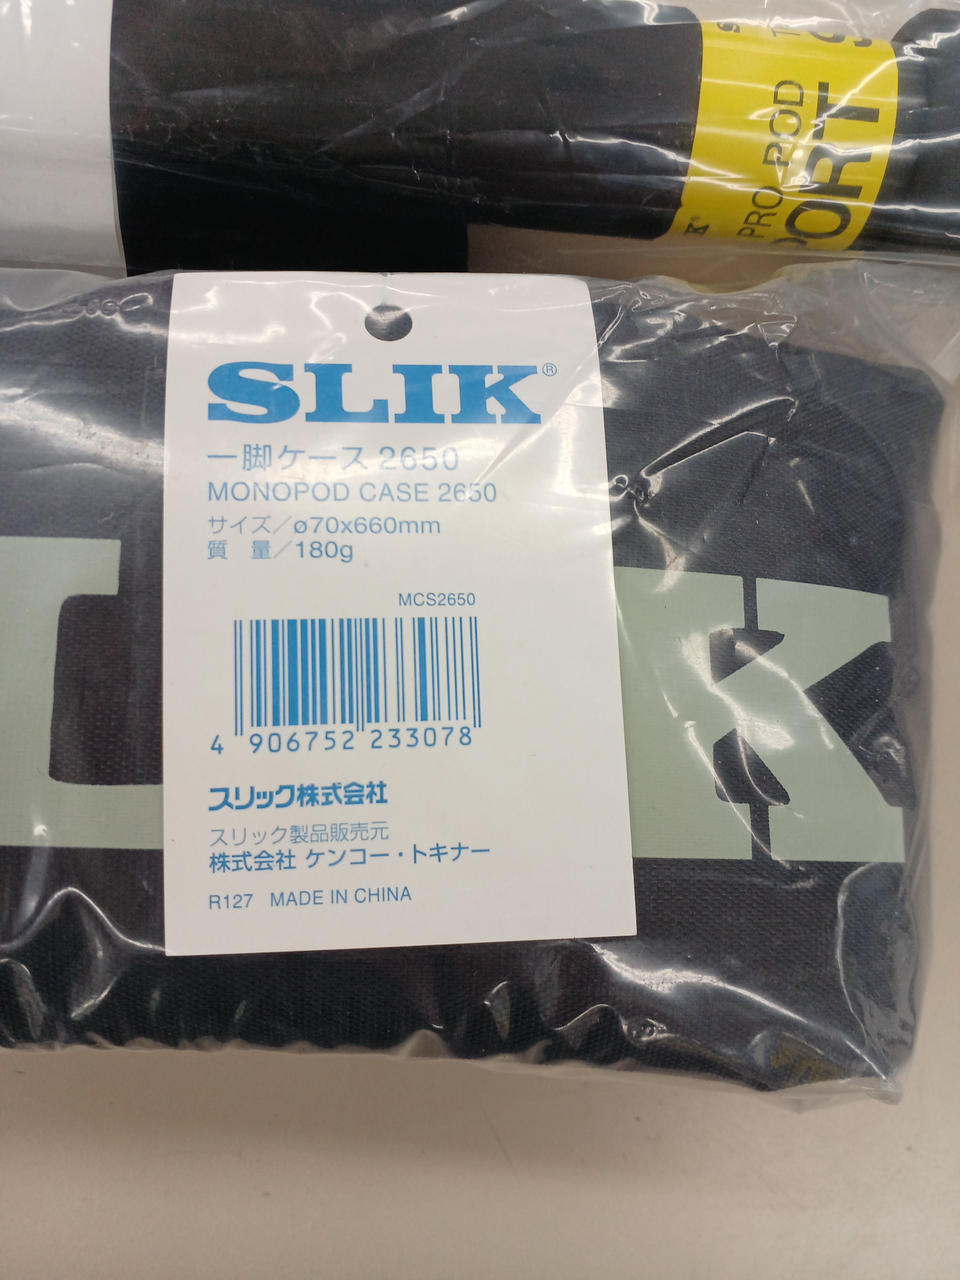 PRO POD
SLIK®
一脚ケース 2650
MONOPOD CASE 2650
サイズ/ø70x660mm
質　量/180g
MCS2650
4 906752 233078
スリック株式会社
スリック製品販売元
株式会社 ケンコー・トキナー
R127 MADE IN CHINA